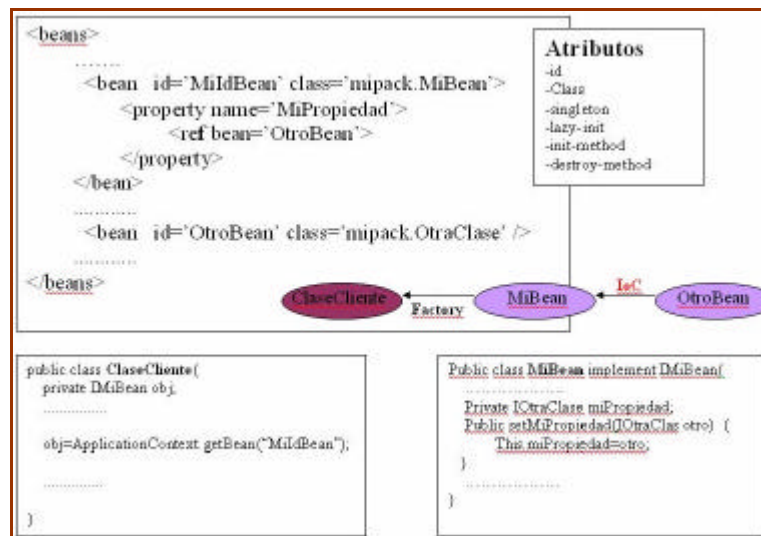 <beans>
.......
<bean id='MiIdBean' class='mipack.MiBean'>
<property name='MiPropiedad'>
<ref bean='OtroBean'>
</property>
</bean>
............
<bean id='OtroBean' class='mipack.OtraClase' />
............
</beans>
Atributos
-id
-Class
-singleton
-lazy-init
-init-method
-destroy-method
ClaseCliente
Factory
MiBean
IoC
OtroBean
public class ClaseCliente{
private IMiBean obj;
..............
obj=ApplicationContext getBean("MiIdBean");
..............
}
Public class MiBean implement IMiBean{
......................
Private IOtraClase miPropiedad;
Public setMiPropiedad(IOtraClas otro) {
This miPropiedad=otro;
}
.....................
}